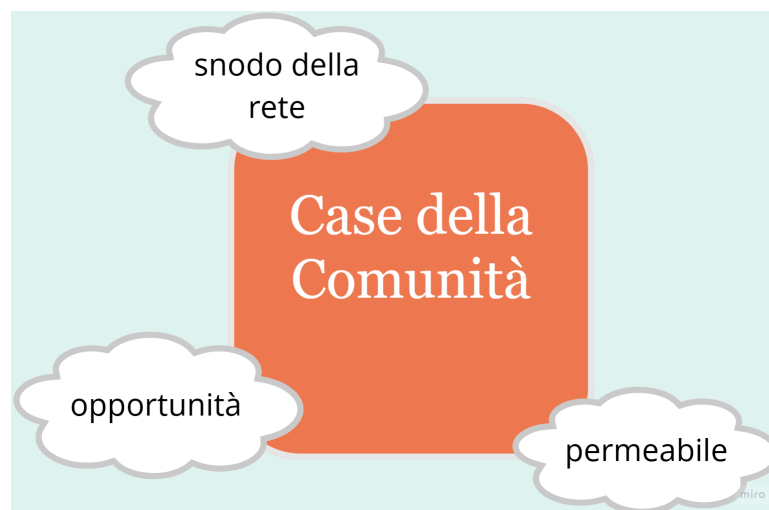 snodo della
rete
Case della
Comunità
opportunità
permeabile
miro